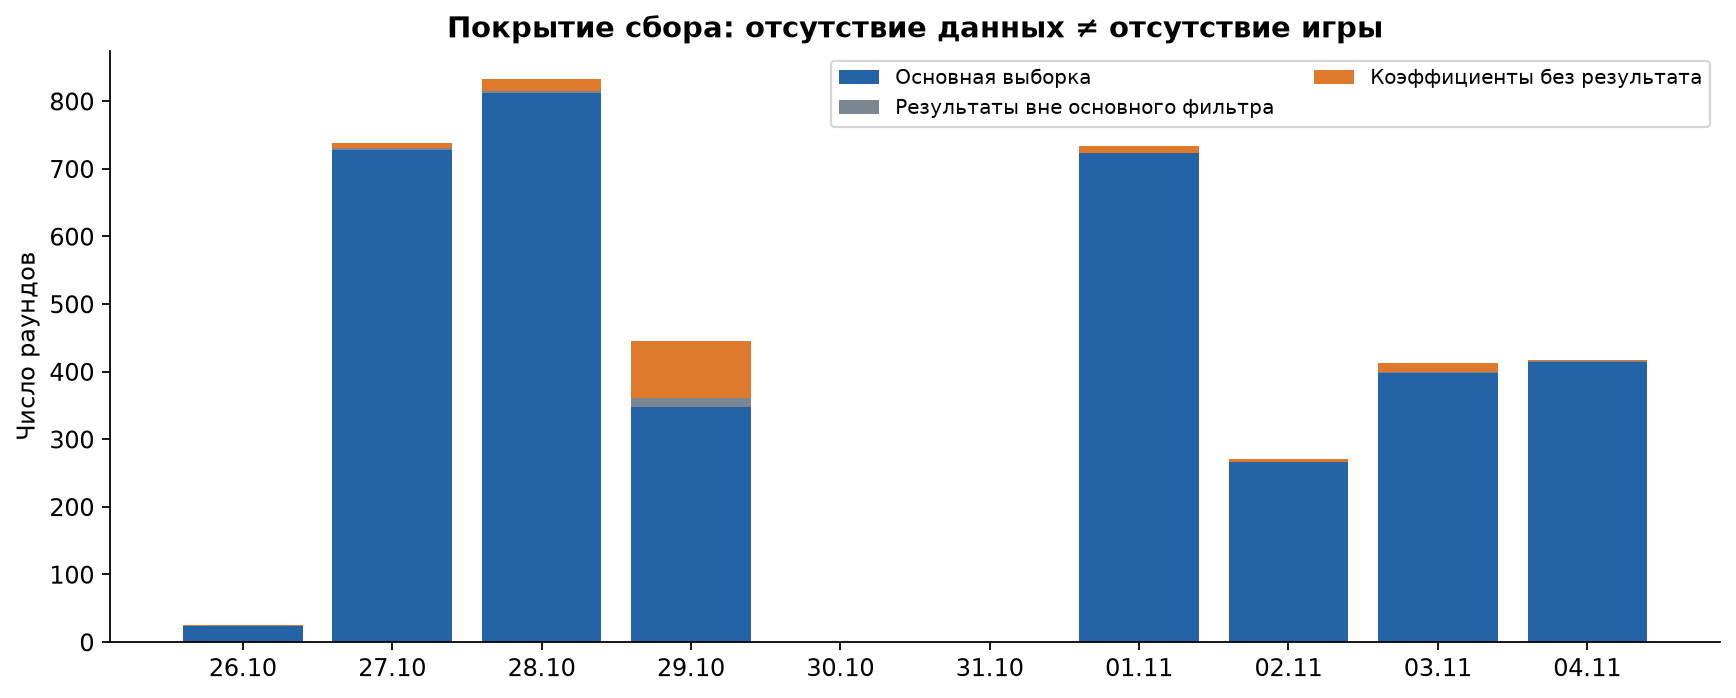 Покрытие сбора: отсутствие данных ≠ отсутствие игры
Основная выборка
Результаты вне основного фильтра
Коэффициенты без результата
Число раундов
800
700
600
500
400
300
200
100
0
26.10 27.10 28.10 29.10 30.10 31.10 01.11 02.11 03.11 04.11